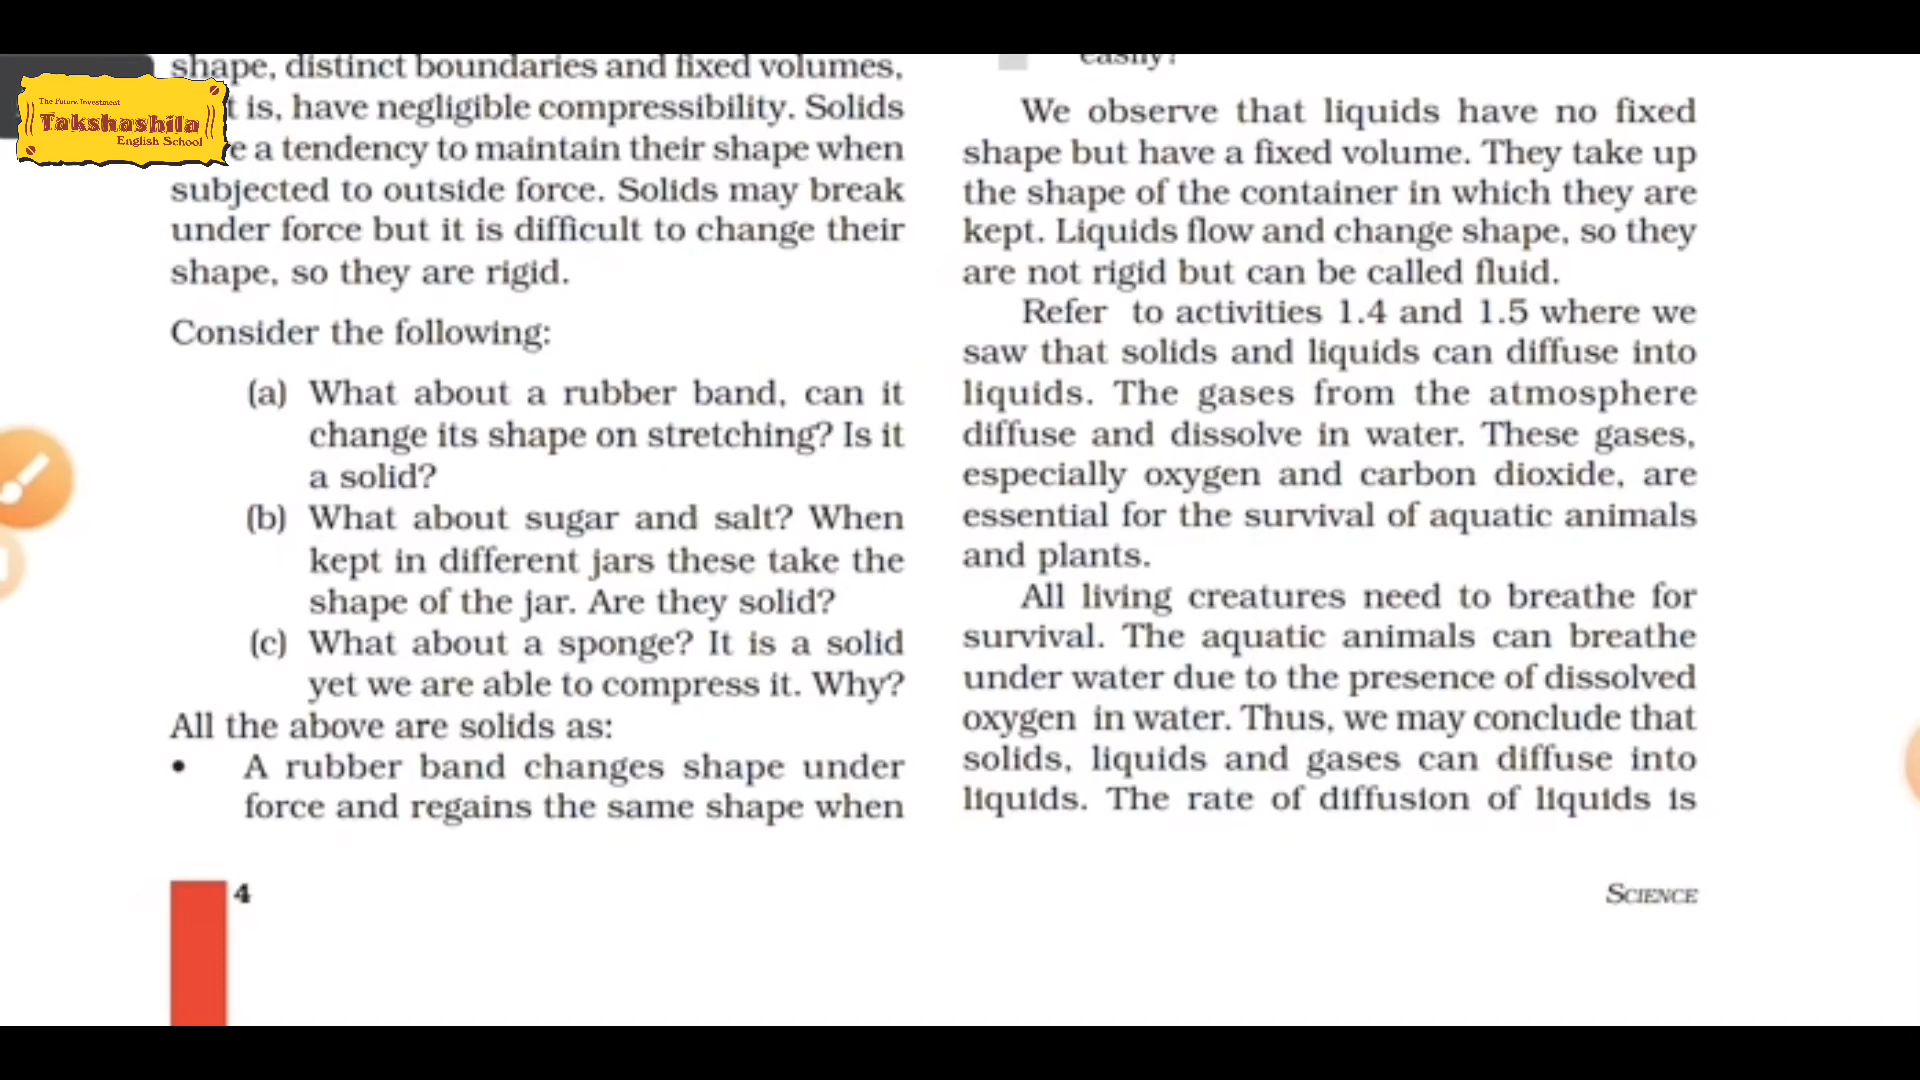 The Future Investment
Takshashila
English School
shape, distinct boundaries and fixed volumes,
t is, have negligible compressibility. Solids
e a tendency to maintain their shape when
subjected to outside force. Solids may break
under force but it is difficult to change their
shape, so they are rigid.
Consider the following:
(a) What about a rubber band, can it
change its shape on stretching? Is it
a solid?
(b) What about sugar and salt? When
kept in different jars these take the
shape of the jar. Are they solid?
(c) What about a sponge? It is a solid
yet we are able to compress it. Why?
All the above are solids as:
• A rubber band changes shape under
force and regains the same shape when
4
easily?
We observe that liquids have no fixed
shape but have a fixed volume. They take up
the shape of the container in which they are
kept. Liquids flow and change shape, so they
are not rigid but can be called fluid.
Refer to activities 1.4 and 1.5 where we
saw that solids and liquids can diffuse into
liquids. The gases from the atmosphere
diffuse and dissolve in water. These gases,
especially oxygen and carbon dioxide, are
essential for the survival of aquatic animals
and plants.
All living creatures need to breathe for
survival. The aquatic animals can breathe
under water due to the presence of dissolved
oxygen in water. Thus, we may conclude that
solids, liquids and gases can diffuse into
liquids. The rate of diffusion of liquids is
SCIENCE